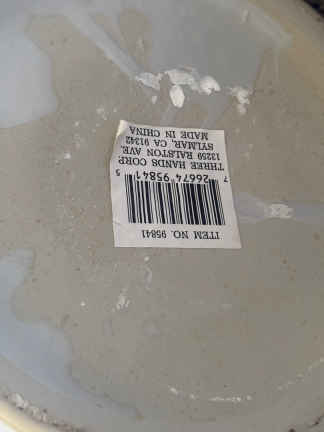 ITEM NO. 95841
7 26674 95841 5
THREE HANDS CORP.
13259 RALSTON AVE.
SYLMAR, CA 91342
MADE IN CHINA